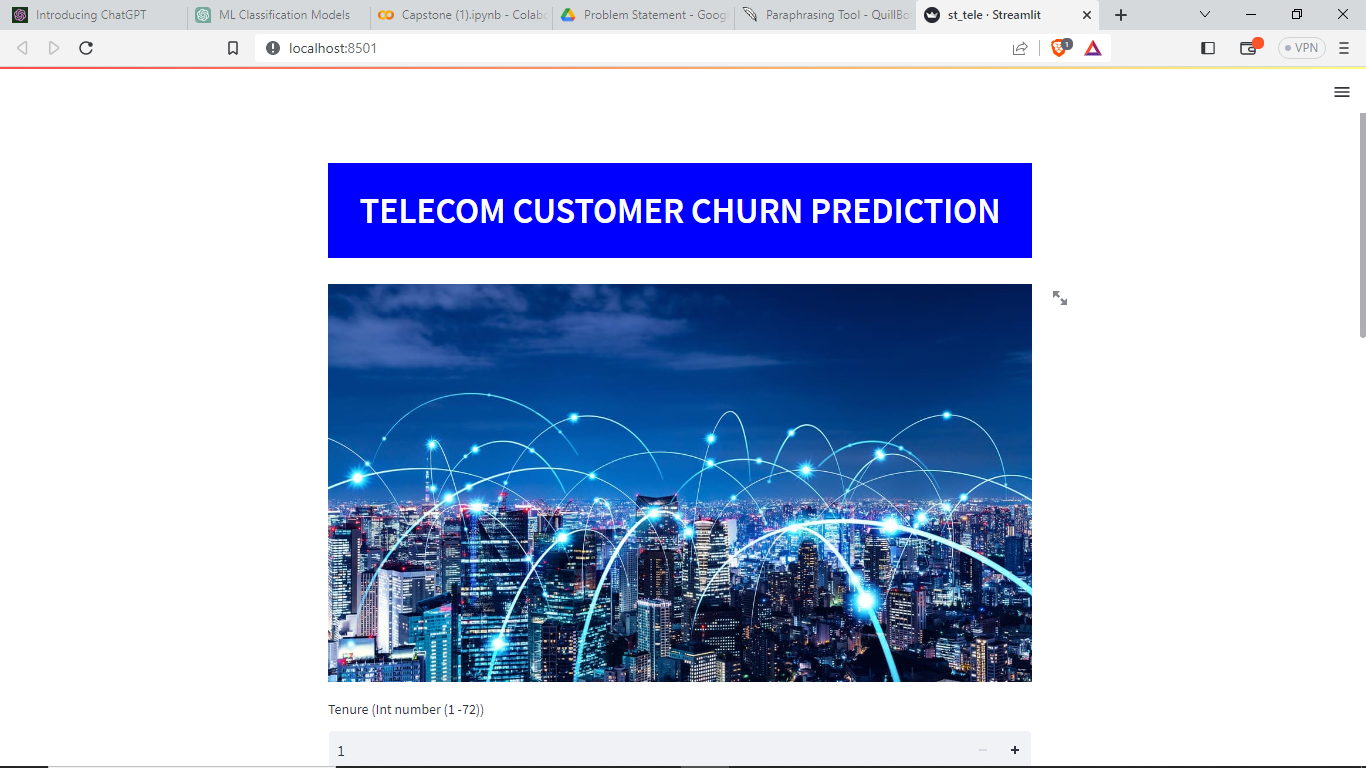 Introducing ChatGPT
ML Classification Models
Capstone (1).ipynb - Colab
Problem Statement - Goog
Paraphrasing Tool - QuillBo
st_tele · Streamlit
localhost:8501
1
VPN
TELECOM CUSTOMER CHURN PREDICTION
Tenure (Int number (1 -72))
1